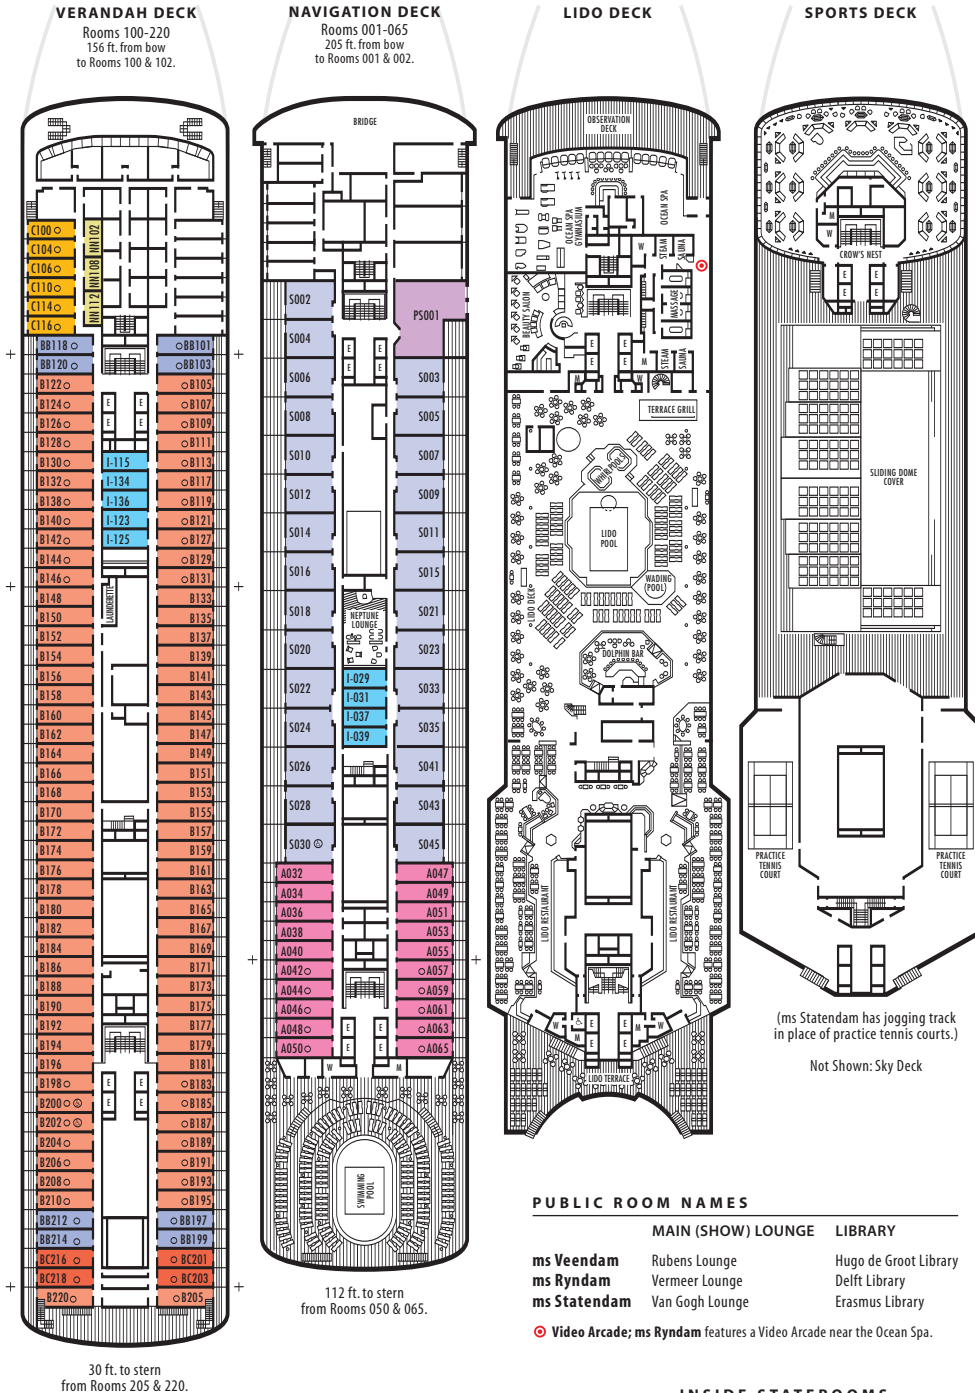 VERANDAH DECK
Rooms 100-220
156 ft. from bow
to Rooms 100 & 102.
C100
C104
C106
C110
C114
C116
NN102
NN108
NN112
BB118
BB120
B122
B124
B126
B128
B130
B132
B138
B140
B142
B144
B146
B148
B150
B152
B154
B156
B158
B160
B162
B164
B166
B168
B170
B172
B174
B176
B178
B180
B182
B184
B186
B188
B190
B192
B194
B196
B198
B200
B202
B204
B206
B208
B210
BB212
BB214
BC216
BC218
B220
E E
E E
I-115
I-134
I-136
I-123
I-125
LAUNDERETTE
E E
E E
BB101
BB103
B105
B107
B109
B111
B113
B117
B119
B121
B127
B129
B131
B133
B135
B137
B139
B141
B143
B145
B147
B149
B151
B153
B155
B157
B159
B161
B163
B165
B167
B169
B171
B173
B175
B177
B179
B181
B183
B185
B187
B189
B191
B193
B195
BB197
BB199
BC201
BC203
B205
30 ft. to stern
from Rooms 205 & 220.
NAVIGATION DECK
Rooms 001-065
205 ft. from bow
to Rooms 001 & 002.
BRIDGE
S002
S004
S006
S008
S010
S012
S014
S016
S018
S020
S022
S024
S026
S028
S030
A032
A034
A036
A038
A040
A042
A044
A046
A048
A050
E E
E E
NEPTUNE
LOUNGE
I-029
I-031
I-037
I-039
E E
E E
W M
PS001
S003
S005
S007
S009
S011
S015
S021
S023
S033
S035
S041
S043
S045
A047
A049
A051
A053
A055
A057
A059
A061
A063
A065
SWIMMING
POOL
112 ft. to stern
from Rooms 050 & 065.
LIDO DECK
OBSERVATION
DECK
OCEAN SPA
GYMNASIUM
OCEAN SPA
W
STEAM
SAUNA
MASSAGE
BEAUTY SALON
E E
E E
M
STEAM
SAUNA
M
W
TERRACE GRILL
WHIRLPOOLS
LIDO
POOL
WADING
POOL
LIDO DECK
DOLPHIN BAR
LIDO RESTAURANT
LIDO RESTAURANT
W
M
E E
E E
M
W
LIDO TERRACE
SPORTS DECK
M
W
CROW'S NEST
E E
E E
SLIDING DOME
COVER
PRACTICE
TENNIS
COURT
PRACTICE
TENNIS
COURT
E E
E E
(ms Statendam has jogging track
in place of practice tennis courts.)
Not Shown: Sky Deck
PUBLIC ROOM NAMES
MAIN (SHOW) LOUNGE LIBRARY
ms Veendam Rubens Lounge Hugo de Groot Library
ms Ryndam Vermeer Lounge Delft Library
ms Statendam Van Gogh Lounge Erasmus Library
Video Arcade; ms Ryndam features a Video Arcade near the Ocean Spa.
INSIDE STATEROOMS